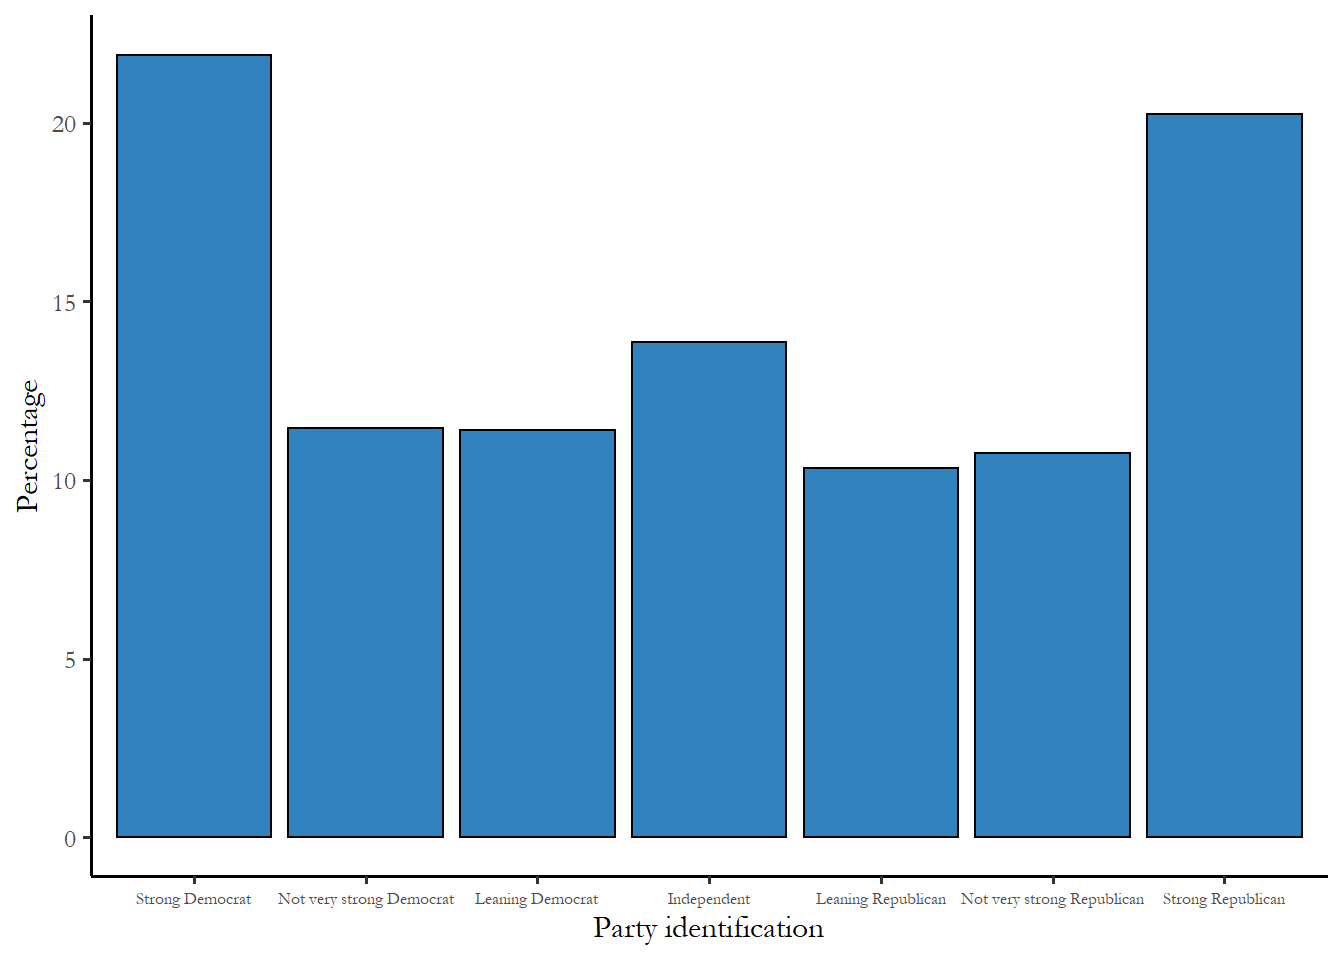 20
15
10
5
0
Percentage
Strong Democrat
Not very strong Democrat
Leaning Democrat
Independent
Leaning Republican
Not very strong Republican
Strong Republican
Party identification